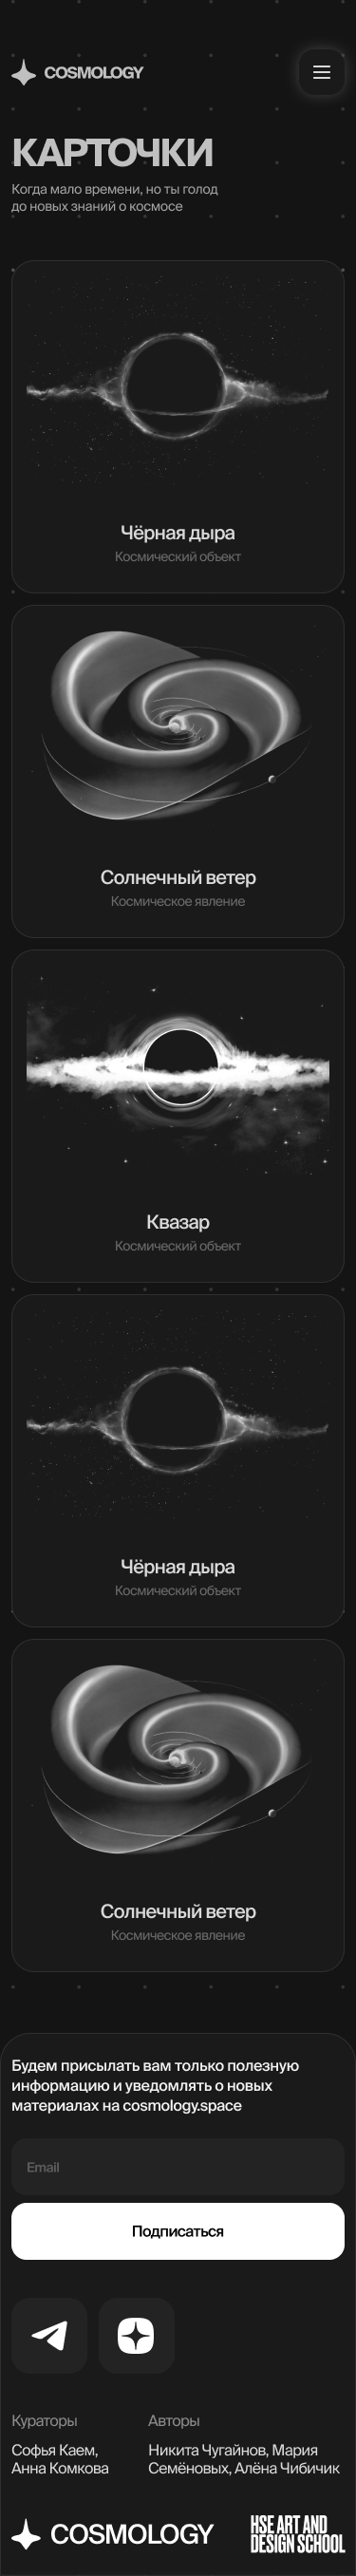 COSMOLOGY
КАРТОЧКИ
Когда мало времени, но ты голод
до новых знаний о космосе
Чёрная дыра
Космический объект
Солнечный ветер
Космическое явление
Квазар
Космический объект
Чёрная дыра
Космический объект
Солнечный ветер
Космическое явление
Будем присылать вам только полезную
информацию и уведомлять о новых
материалах на cosmology.space
Email
Подписаться
Кураторы
Софья Каем,
Анна Комкова
Авторы
Никита Чугайнов, Мария
Семёновых, Алёна Чибичик
COSMOLOGY
HSE ART AND
DESIGN SCHOOL